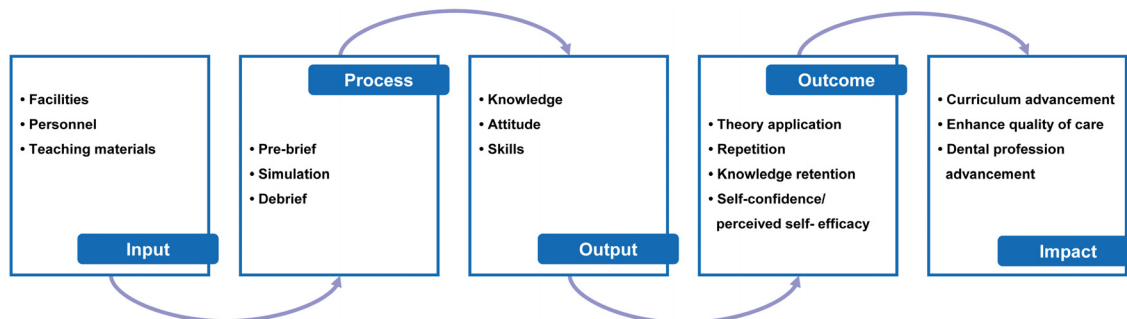 • Facilities
• Personnel
• Teaching materials
Input
Process
• Pre-brief
• Simulation
• Debrief
• Knowledge
• Attitude
• Skills
Output
Outcome
• Theory application
• Repetition
• Knowledge retention
• Self-confidence/
perceived self- efficacy
• Curriculum advancement
• Enhance quality of care
• Dental profession
advancement
Impact